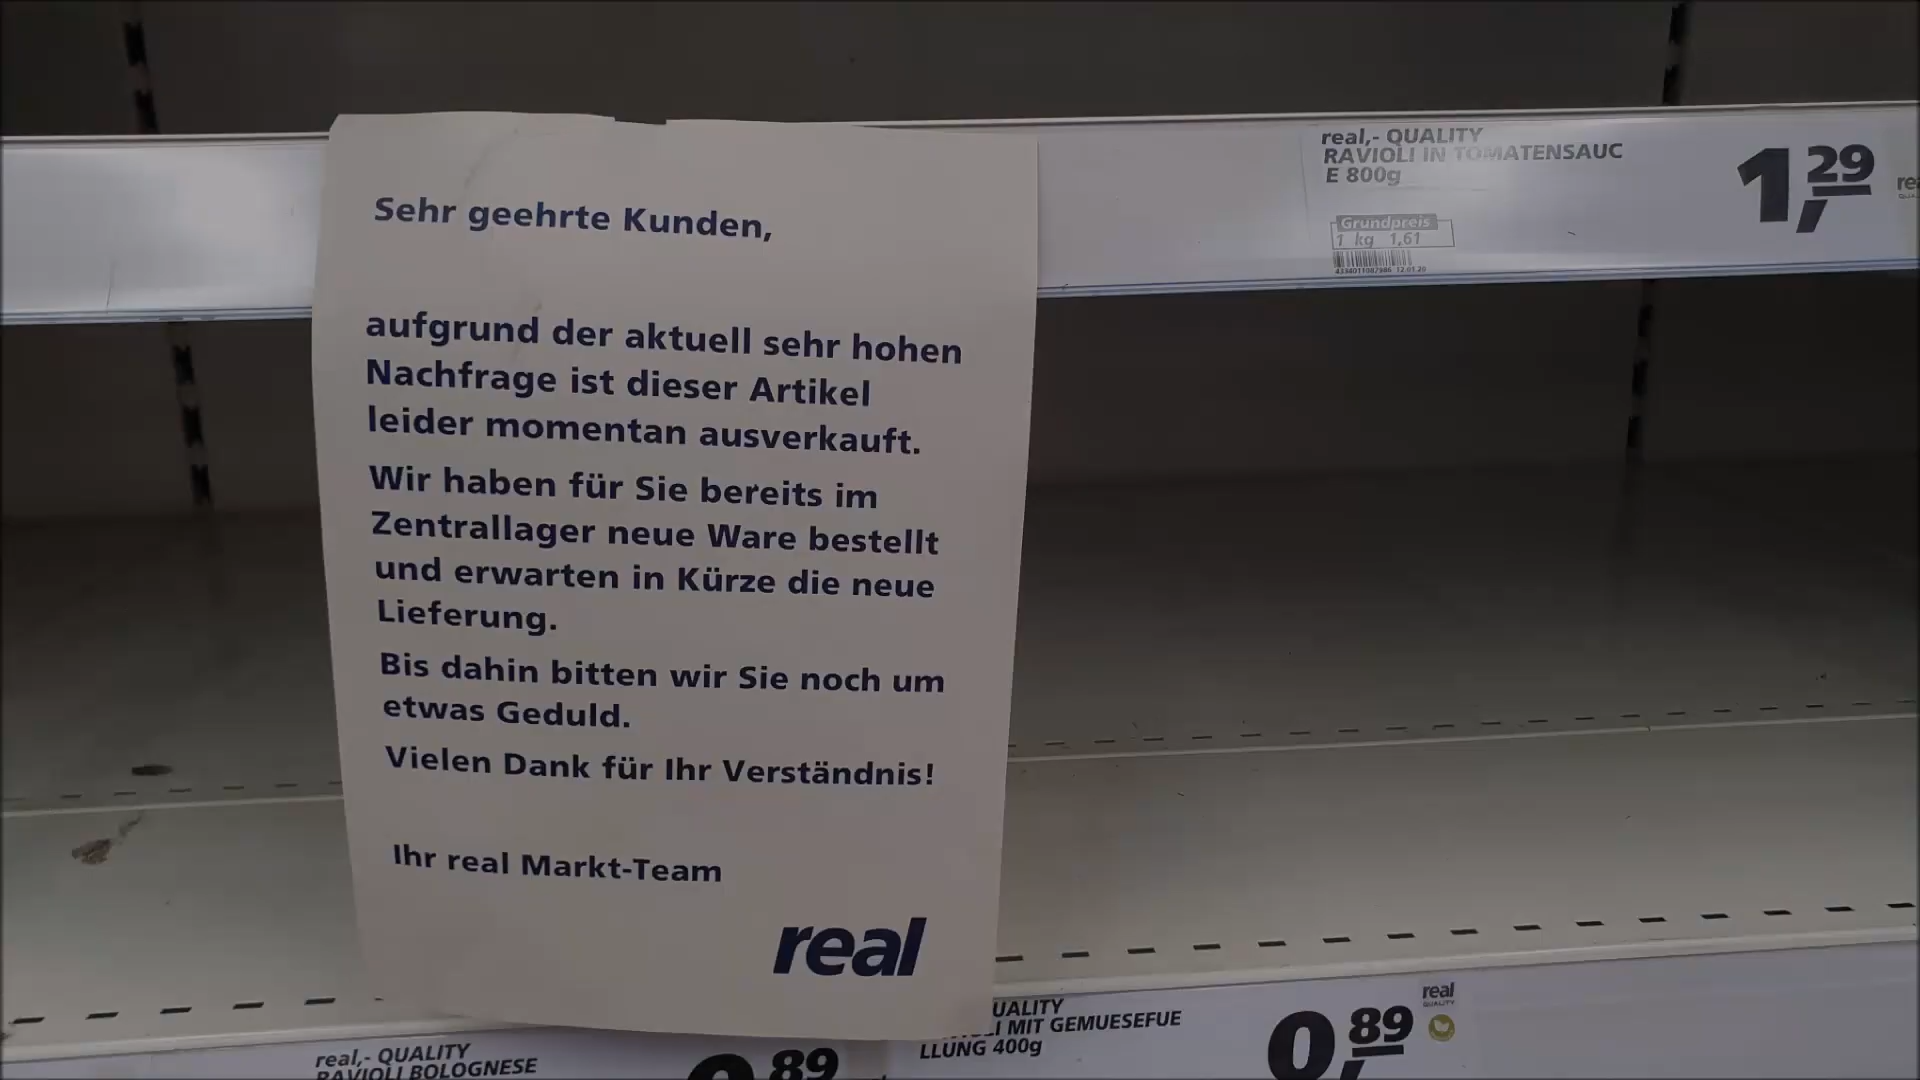 Sehr geehrte Kunden,
aufgrund der aktuell sehr hohen
Nachfrage ist dieser Artikel
leider momentan ausverkauft.
Wir haben für Sie bereits im
Zentrallager neue Ware bestellt
und erwarten in Kürze die neue
Lieferung.
Bis dahin bitten wir Sie noch um
etwas Geduld.
Vielen Dank für Ihr Verständnis!
Ihr real Markt-Team
real
real,- QUALITY
RAVIOLI IN TOMATENSAUC
E 800g
1,29
Grundpreis
1 kg 1,61
real,- QUALITY
RAVIOLI BOLOGNESE
0,89
UALITY
LI MIT GEMUESEFUE
LLUNG 400g
0,89
real
QUALITY